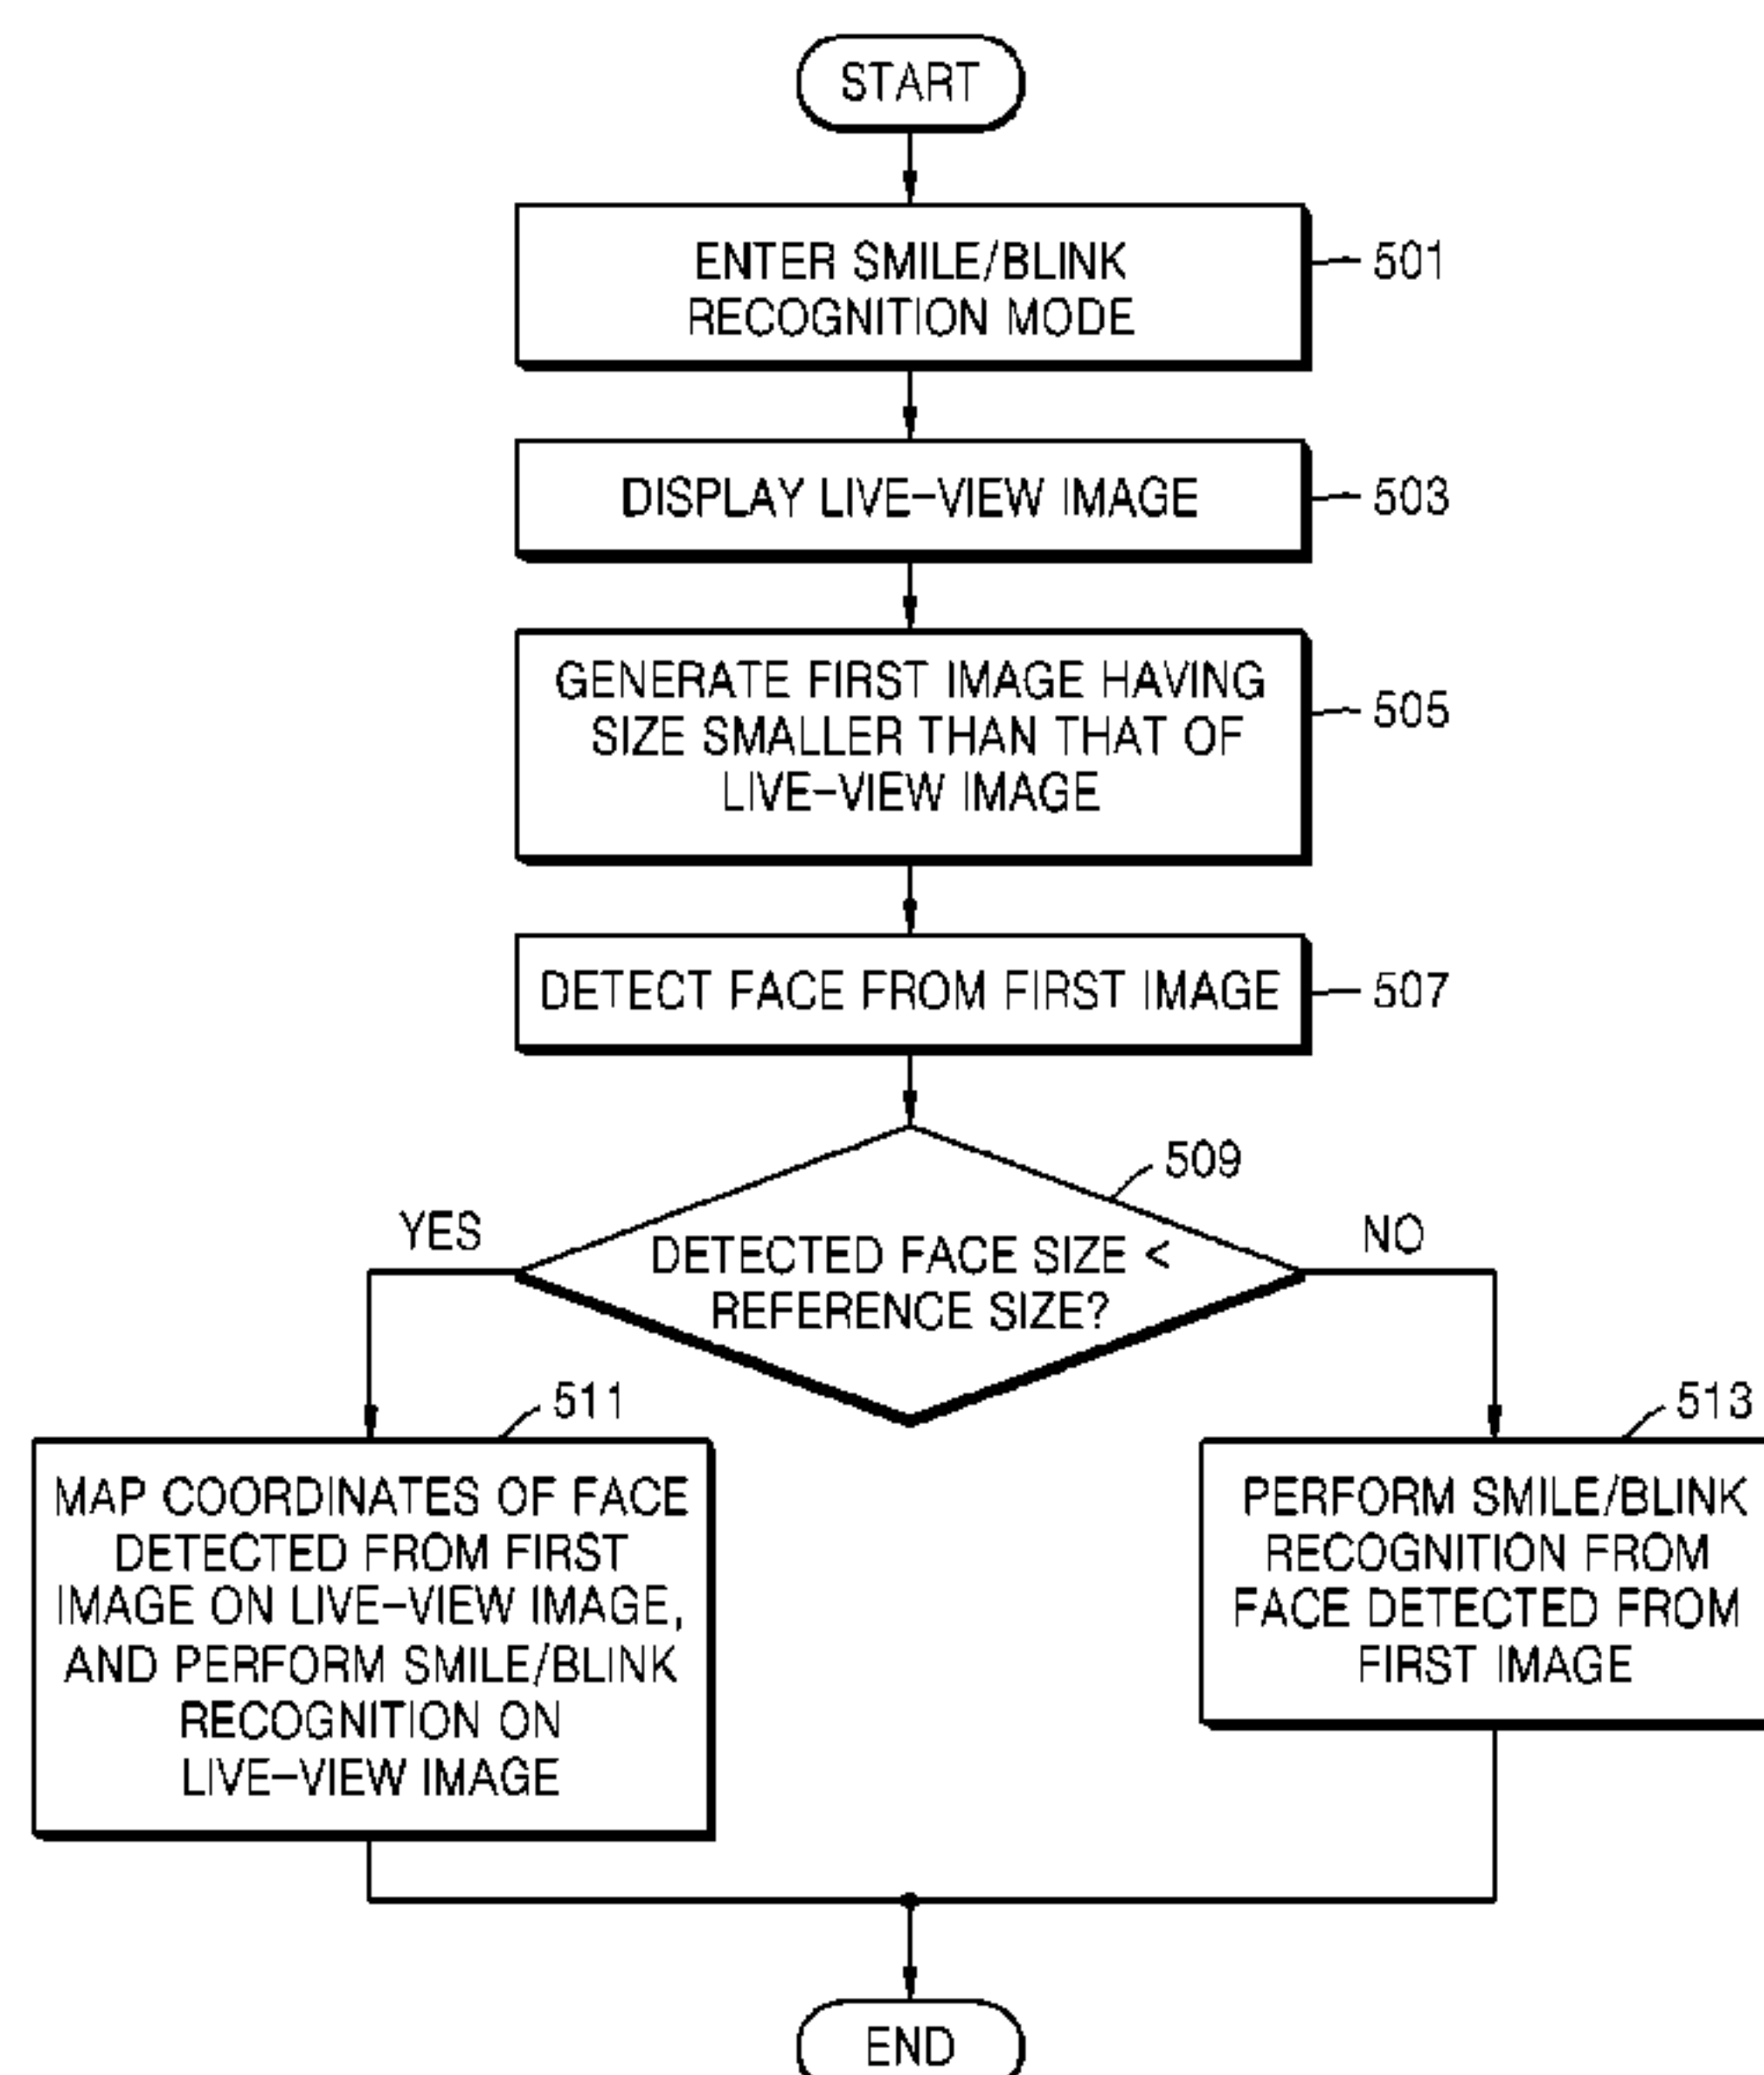 START
ENTER SMILE/BLINK
RECOGNITION MODE
501
DISPLAY LIVE-VIEW IMAGE
503
GENERATE FIRST IMAGE HAVING
SIZE SMALLER THAN THAT OF
LIVE-VIEW IMAGE
505
DETECT FACE FROM FIRST IMAGE
507
509
YES
NO
DETECTED FACE SIZE <
REFERENCE SIZE?
511
MAP COORDINATES OF FACE
DETECTED FROM FIRST
IMAGE ON LIVE-VIEW IMAGE,
AND PERFORM SMILE/BLINK
RECOGNITION ON
LIVE-VIEW IMAGE
513
PERFORM SMILE/BLINK
RECOGNITION FROM
FACE DETECTED FROM
FIRST IMAGE
END